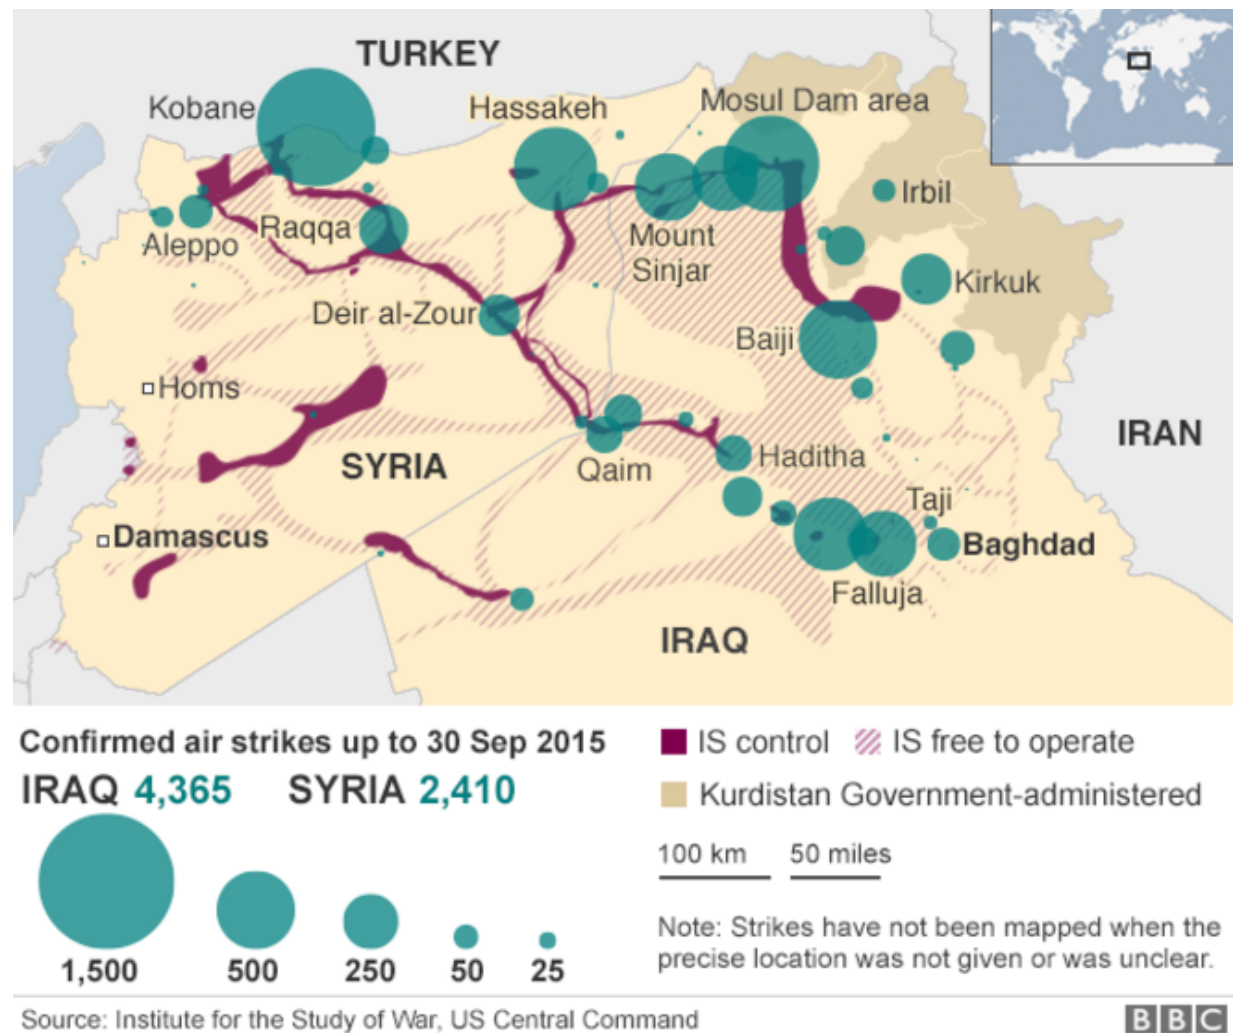 TURKEY
Kobane
Hassakeh
Mosul Dam area
Irbil
Aleppo
Raqqa
Mount
Sinjar
Kirkuk
Deir al-Zour
Baiji
Homs
IRAN
SYRIA
Qaim
Haditha
Taji
Damascus
Baghdad
Falluja
IRAQ
Confirmed air strikes up to 30 Sep 2015
IRAQ 4,365 SYRIA 2,410
1,500 500 250 50 25
IS control IS free to operate
Kurdistan Government-administered
100 km 50 miles
Note: Strikes have not been mapped when the
precise location was not given or was unclear.
Source: Institute for the Study of War, US Central Command
BBC